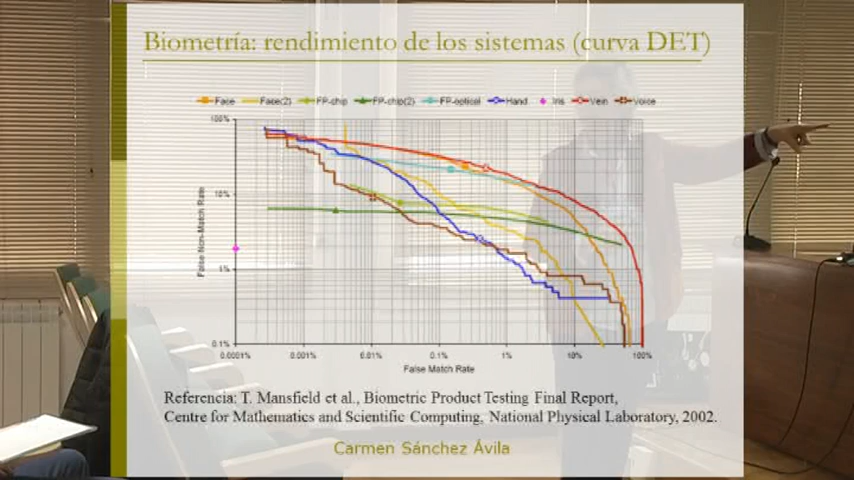 Biometría: rendimiento de los sistemas (curva DET)
Face Face(2) FP-chip FP-chip(2) FP-optical Hand Iris Vein Voice
100%
10%
1%
0.1%
False Non-Match Rate
0.0001% 0.001% 0.01% 0.1% 1% 10% 100%
False Match Rate
Referencia: T. Mansfield et al., Biometric Product Testing Final Report,
Centre for Mathematics and Scientific Computing, National Physical Laboratory, 2002.
Carmen Sánchez Ávila